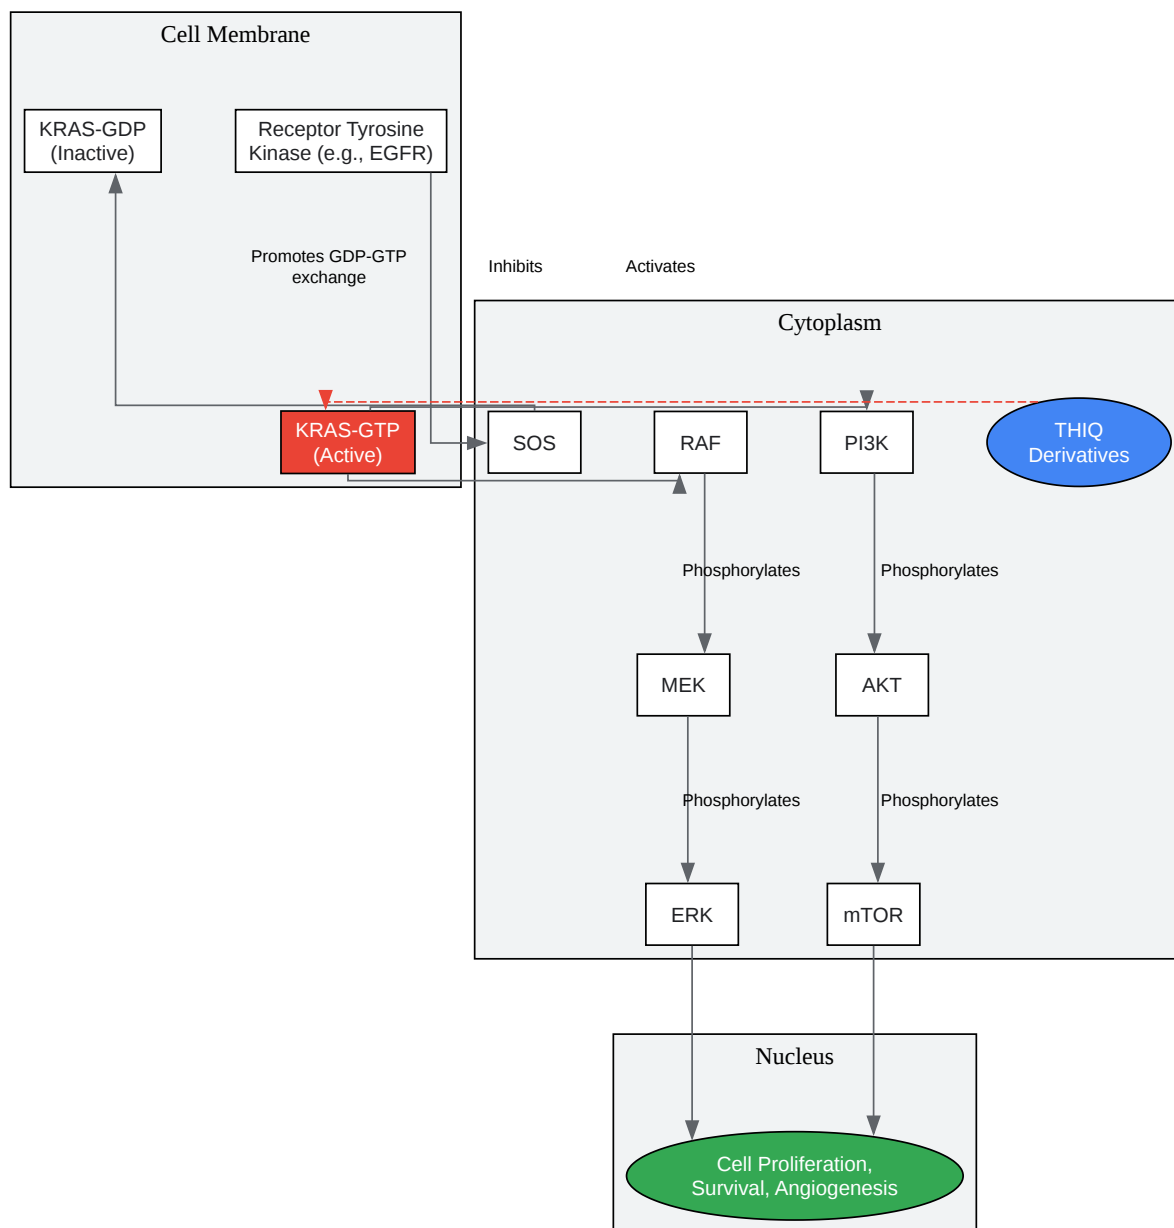 Cell Membrane
KRAS-GDP
(Inactive)
Receptor Tyrosine
Kinase (e.g., EGFR)
Promotes GDP-GTP
exchange
Inhibits
Activates
Cytoplasm
KRAS-GTP
(Active)
SOS
RAF
PI3K
THIQ
Derivatives
Phosphorylates
Phosphorylates
MEK
AKT
Phosphorylates
Phosphorylates
ERK
mTOR
Nucleus
Cell Proliferation,
Survival, Angiogenesis